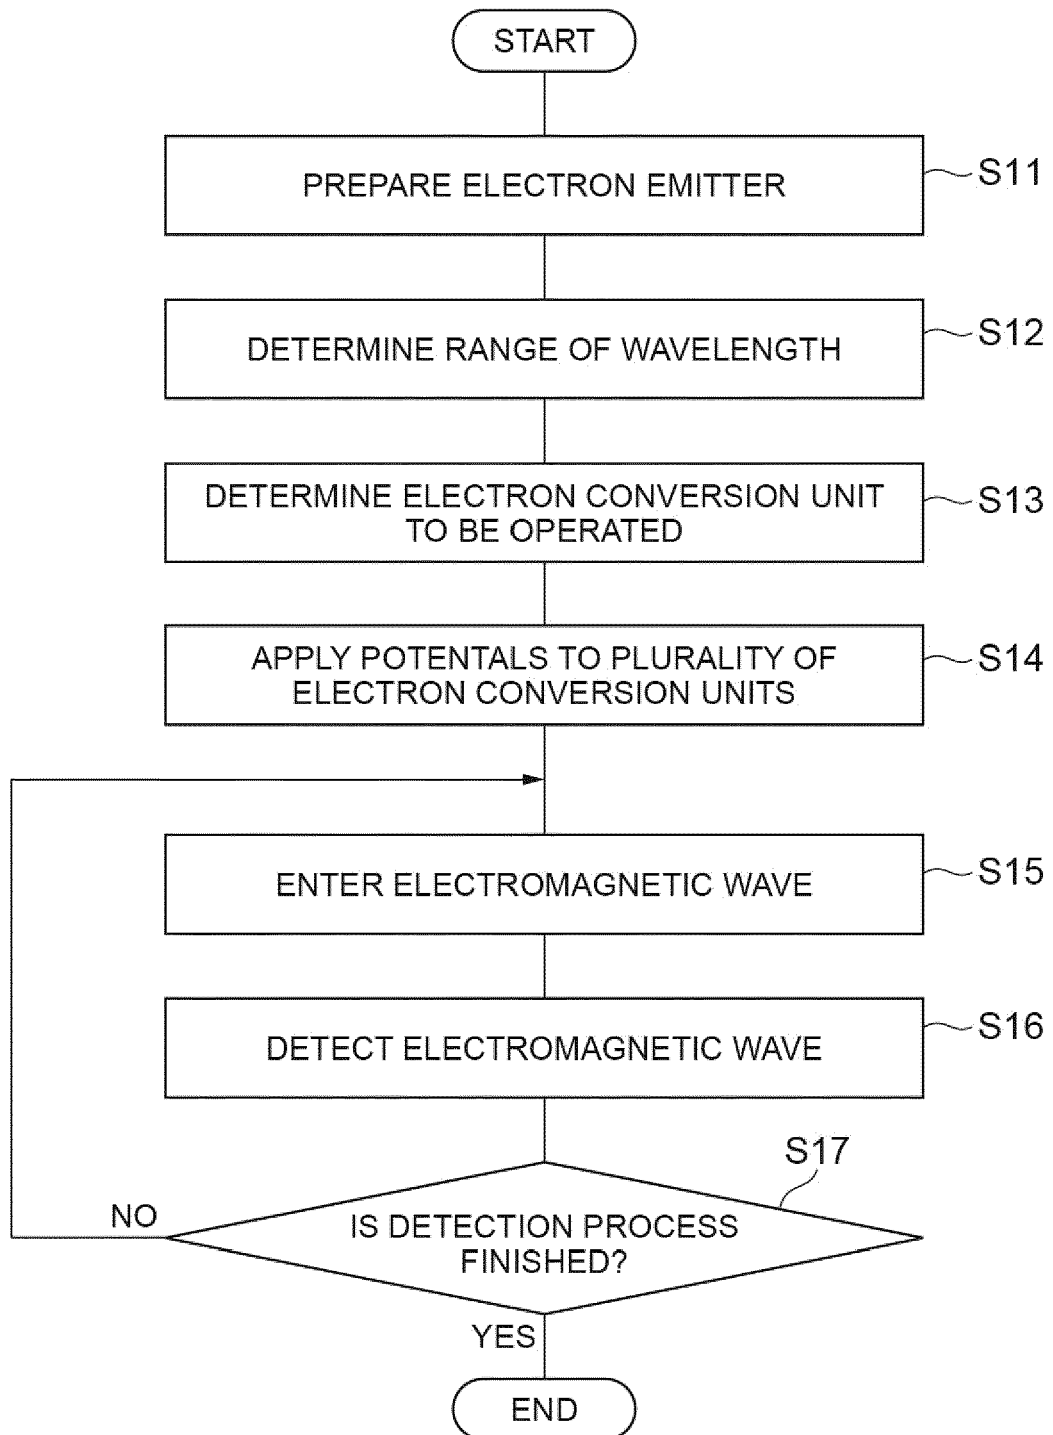 START
PREPARE ELECTRON EMITTER
S11
DETERMINE RANGE OF WAVELENGTH
S12
DETERMINE ELECTRON CONVERSION UNIT
TO BE OPERATED
S13
APPLY POTENTALS TO PLURALITY OF
ELECTRON CONVERSION UNITS
S14
ENTER ELECTROMAGNETIC WAVE
S15
DETECT ELECTROMAGNETIC WAVE
S16
S17
IS DETECTION PROCESS
FINISHED?
NO
YES
END